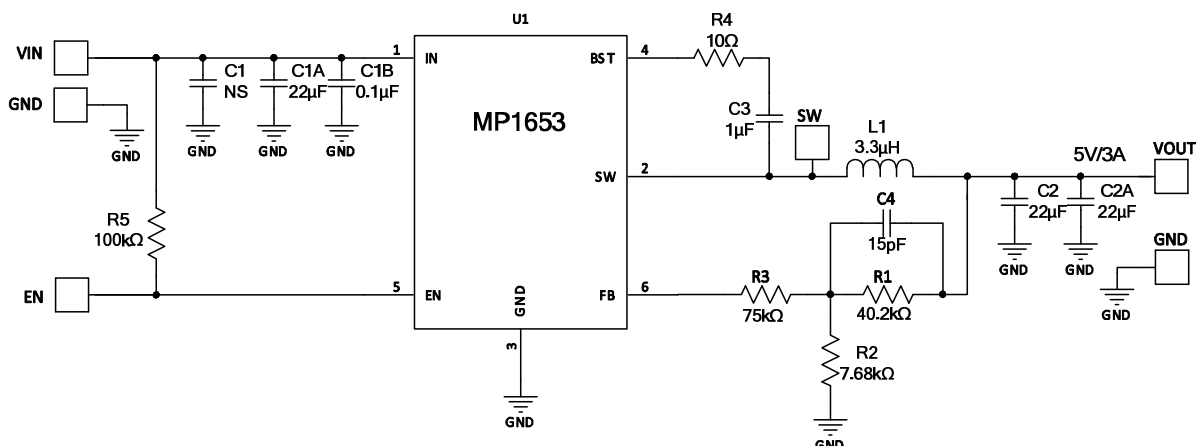 U1
R4
10Ω
VIN
1
IN
BST
4
C1
NS
C1A
22µF
C1B
0.1µF
GND
C3
1µF
SW
GND
GND
GND
GND
MP1653
L1
3.3µH
5V/3A
VOUT
SW
2
C4
15pF
C2
22µF
C2A
22µF
R5
100kΩ
GND
GND
GND
EN
5
EN
GND
FB
6
R3
75kΩ
R1
40.2kΩ
GND
3
R2
7.68kΩ
GND
GND